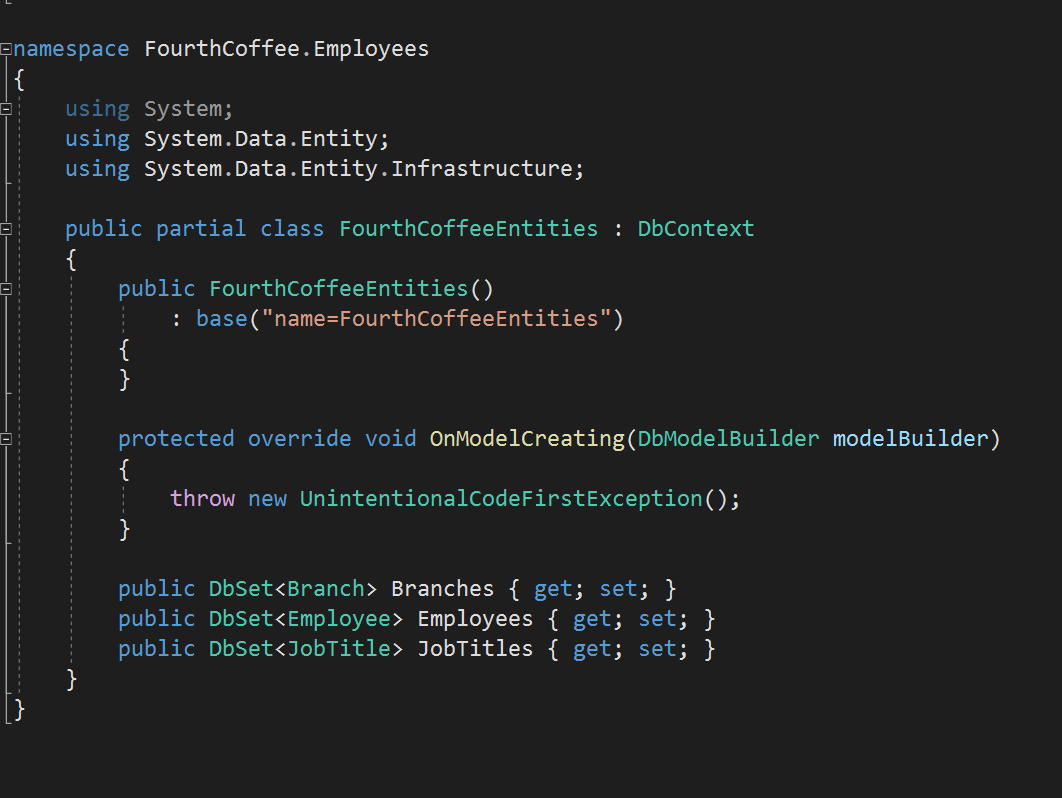 namespace FourthCoffee.Employees
{
    using System;
    using System.Data.Entity;
    using System.Data.Entity.Infrastructure;

    public partial class FourthCoffeeEntities : DbContext
    {
        public FourthCoffeeEntities()
            : base("name=FourthCoffeeEntities")
        {
        }

        protected override void OnModelCreating(DbModelBuilder modelBuilder)
        {
            throw new UnintentionalCodeFirstException();
        }

        public DbSet<Branch> Branches { get; set; }
        public DbSet<Employee> Employees { get; set; }
        public DbSet<JobTitle> JobTitles { get; set; }
    }
}